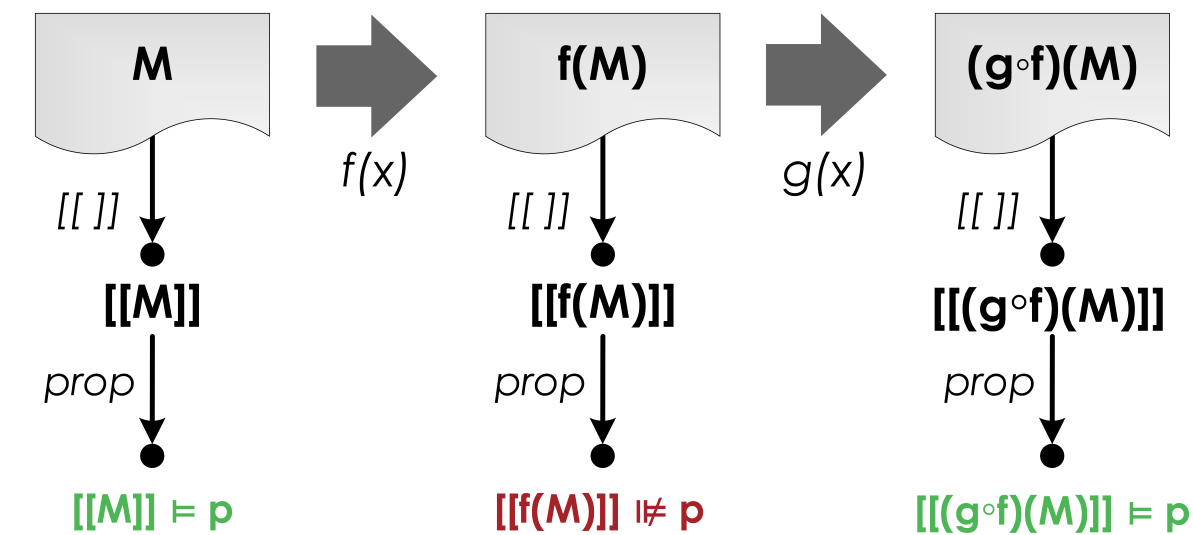 M
f(M)
(g∘f)(M)
f(x)
g(x)
[[ ]]
[[ ]]
[[ ]]
[[M]]
[[f(M)]]
[[(g∘f)(M)]]
prop
prop
prop
[[M]] ⊨ p
[[f(M)]] ⊯ p
[[(g∘f)(M)]] ⊨ p